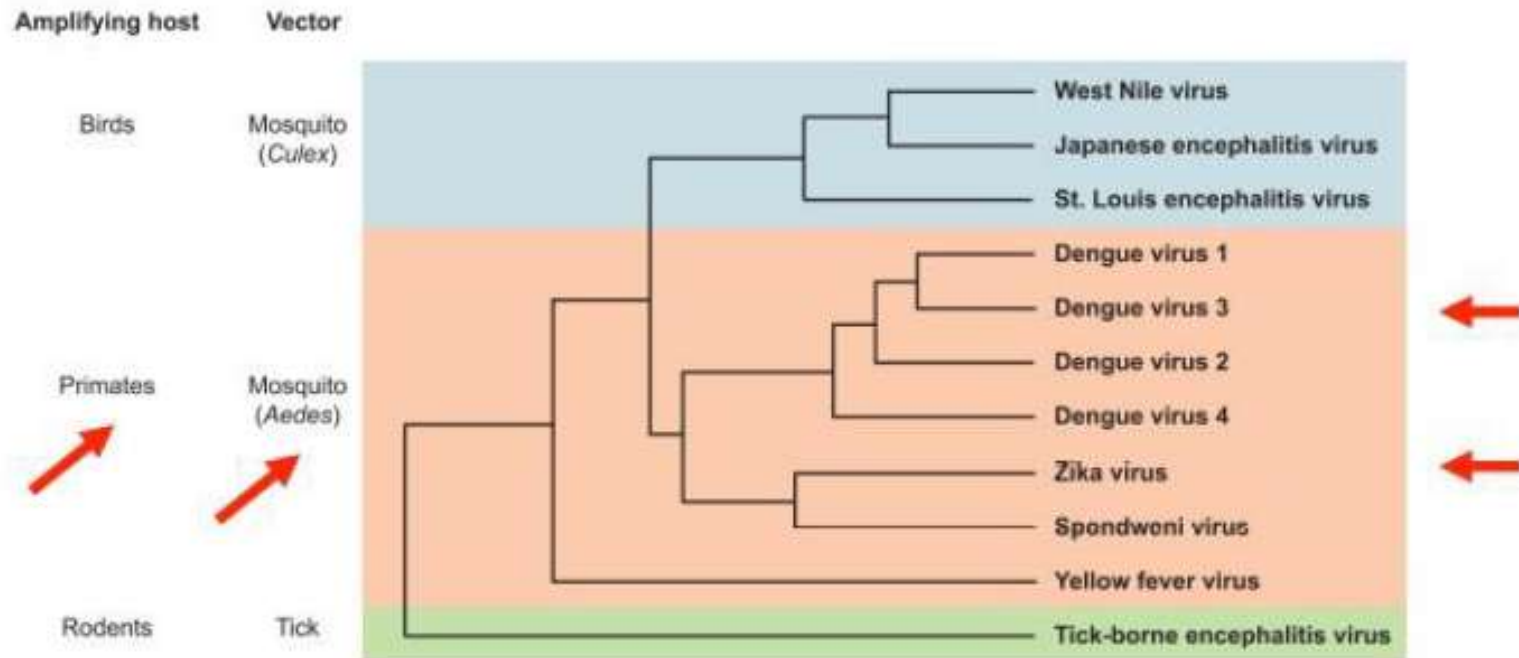 Amplifying host Vector
Birds Mosquito
(Culex)
West Nile virus
Japanese encephalitis virus
St. Louis encephalitis virus
Primates Mosquito
(Aedes)
Dengue virus 1
Dengue virus 3
Dengue virus 2
Dengue virus 4
Zika virus
Spondweni virus
Yellow fever virus
Rodents Tick
Tick-borne encephalitis virus